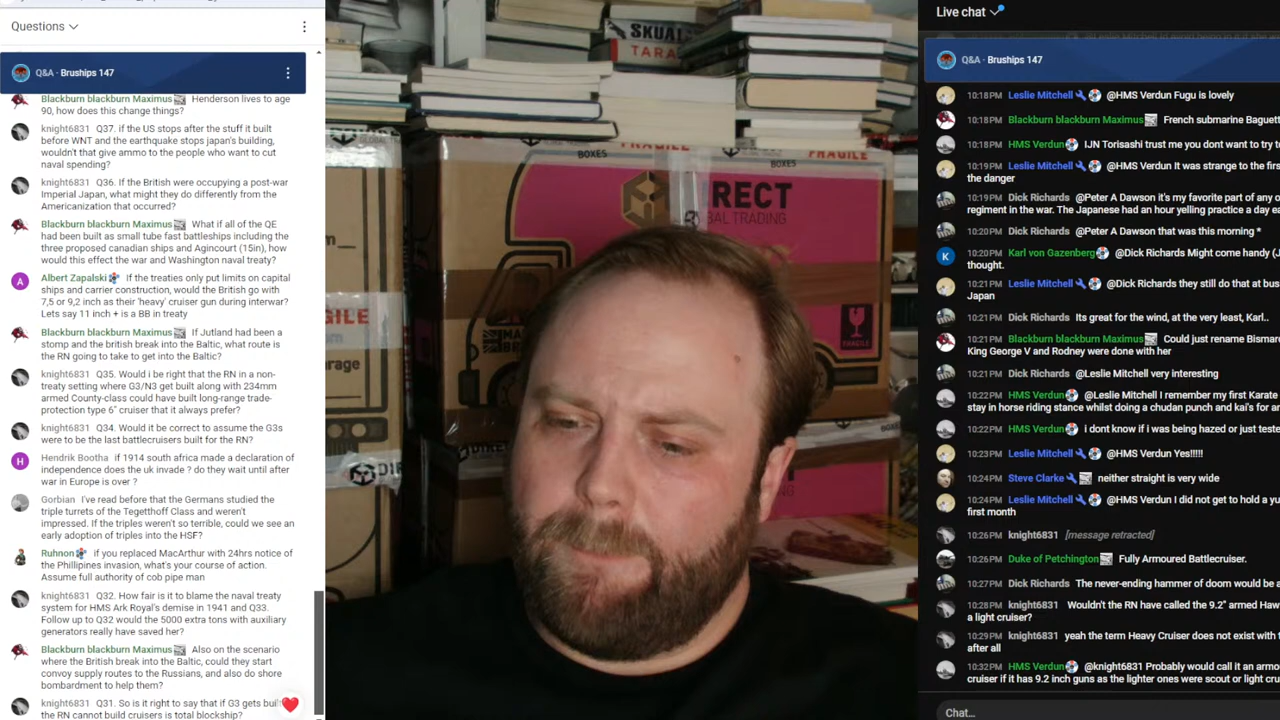 Questions
Q&A · Bruships 147
Blackburn blackburn Maximus Henderson lives to age
90, how does this change things?
knight6831 Q37. if the US stops after the stuff it built
before WNT and the earthquake stops japan's building,
wouldn't that give ammo to the people who want to cut
naval spending?
knight6831 Q36. If the British were occupying a post-war
Imperial Japan, what might they do differently from the
Americanization that occurred?
Blackburn blackburn Maximus What if all of the QE
had been built as small tube fast battleships including the
three proposed canadian ships and Agincourt (15in), how
would this effect the war and Washington naval treaty?
A
Albert Zapalski If the treaties only put limits on capital
ships and carrier construction, would the British go with
7,5 or 9,2 inch as their 'heavy' cruiser gun during interwar?
Lets say 11 inch + is a BB in treaty
Blackburn blackburn Maximus If Jutland had been a
stomp and the british break into the Baltic, what route is
the RN going to take to get into the Baltic?
knight6831 Q35. Would i be right that the RN in a non-
treaty setting where G3/N3 get built along with 234mm
armed County-class could have built long-range trade-
protection type 6" cruiser that it always prefer?
knight6831 Q34. Would it be correct to assume the G3s
were to be the last battlecruisers built for the RN?
H
Hendrik Bootha if 1914 south africa made a declaration of
independence does the uk invade ? do they wait until after
war in Europe is over ?
Gorbian I've read before that the Germans studied the
triple turrets of the Tegetthoff Class and weren't
impressed. If the triples weren't so terrible, could we see an
early adoption of triples into the HSF?
Ruhnon if you replaced MacArthur with 24hrs notice of
the Phillipines invasion, what's your course of action.
Assume full authority of cob pipe man
knight6831 Q32. How fair is it to blame the naval treaty
system for HMS Ark Royal's demise in 1941 and Q33.
Follow up to Q32 would the 5000 extra tons with auxiliary
generators really have saved her?
Blackburn blackburn Maximus Also on the scenario
where the British break into the Baltic, could they start
convoy supply routes to the Russians, and also do shore
bombardment to help them?
knight6831 Q31. So is it right to say that if G3 gets buil
the RN cannot build cruisers is total blockship?
SKUA
TARA
FRAGILE
BOXES
FRAGILE
BOXES
FRAGILE
RECT
BAL TRADING
GILE
arage
Live chat
Q&A · Bruships 147
10:18PM Leslie Mitchell @HMS Verdun Fugu is lovely
10:18PM Blackburn blackburn Maximus French submarine Baguett
10:18PM HMS Verdun IJN Torisashi trust me you dont want to try to
10:19PM Leslie Mitchell @HMS Verdun It was strange to the firs
the danger
10:19PM Dick Richards @Peter A Dawson it's my favorite part of any o
regiment in the war. The Japanese had an hour yelling practice a day ea
10:20PM Dick Richards @Peter A Dawson that was this morning *
K
10:20PM Karl von Gazenberg @Dick Richards Might come handy (J
thought.
10:21PM Leslie Mitchell @Dick Richards they still do that at bus
Japan
10:21PM Dick Richards Its great for the wind, at the very least, Karl..
10:21PM Blackburn blackburn Maximus Could just rename Bismar
King George V and Rodney were done with her
10:21PM Dick Richards @Leslie Mitchell very interesting
10:22PM HMS Verdun @Leslie Mitchell I remember my first Karate
stay in horse riding stance whilst doing a chudan punch and kai's for a
10:22PM HMS Verdun i dont know if i was being hazed or just teste
10:23PM Leslie Mitchell @HMS Verdun Yes!!!!!
10:24PM Steve Clarke neither straight is very wide
10:24PM Leslie Mitchell @HMS Verdun I did not get to hold a yu
first month
10:26PM knight6831 [message retracted]
10:26PM Duke of Petchington Fully Armoured Battlecruiser.
10:27PM Dick Richards The never-ending hammer of doom would be a
10:28PM knight6831 Wouldn't the RN have called the 9.2" armed Haw
a light cruiser?
10:29PM knight6831 yeah the term Heavy Cruiser does not exist with t
after all
10:32PM HMS Verdun @knight6831 Probably would call it an armo
cruiser if it has 9.2 inch guns as the lighter ones were scout or light cr
Chat...